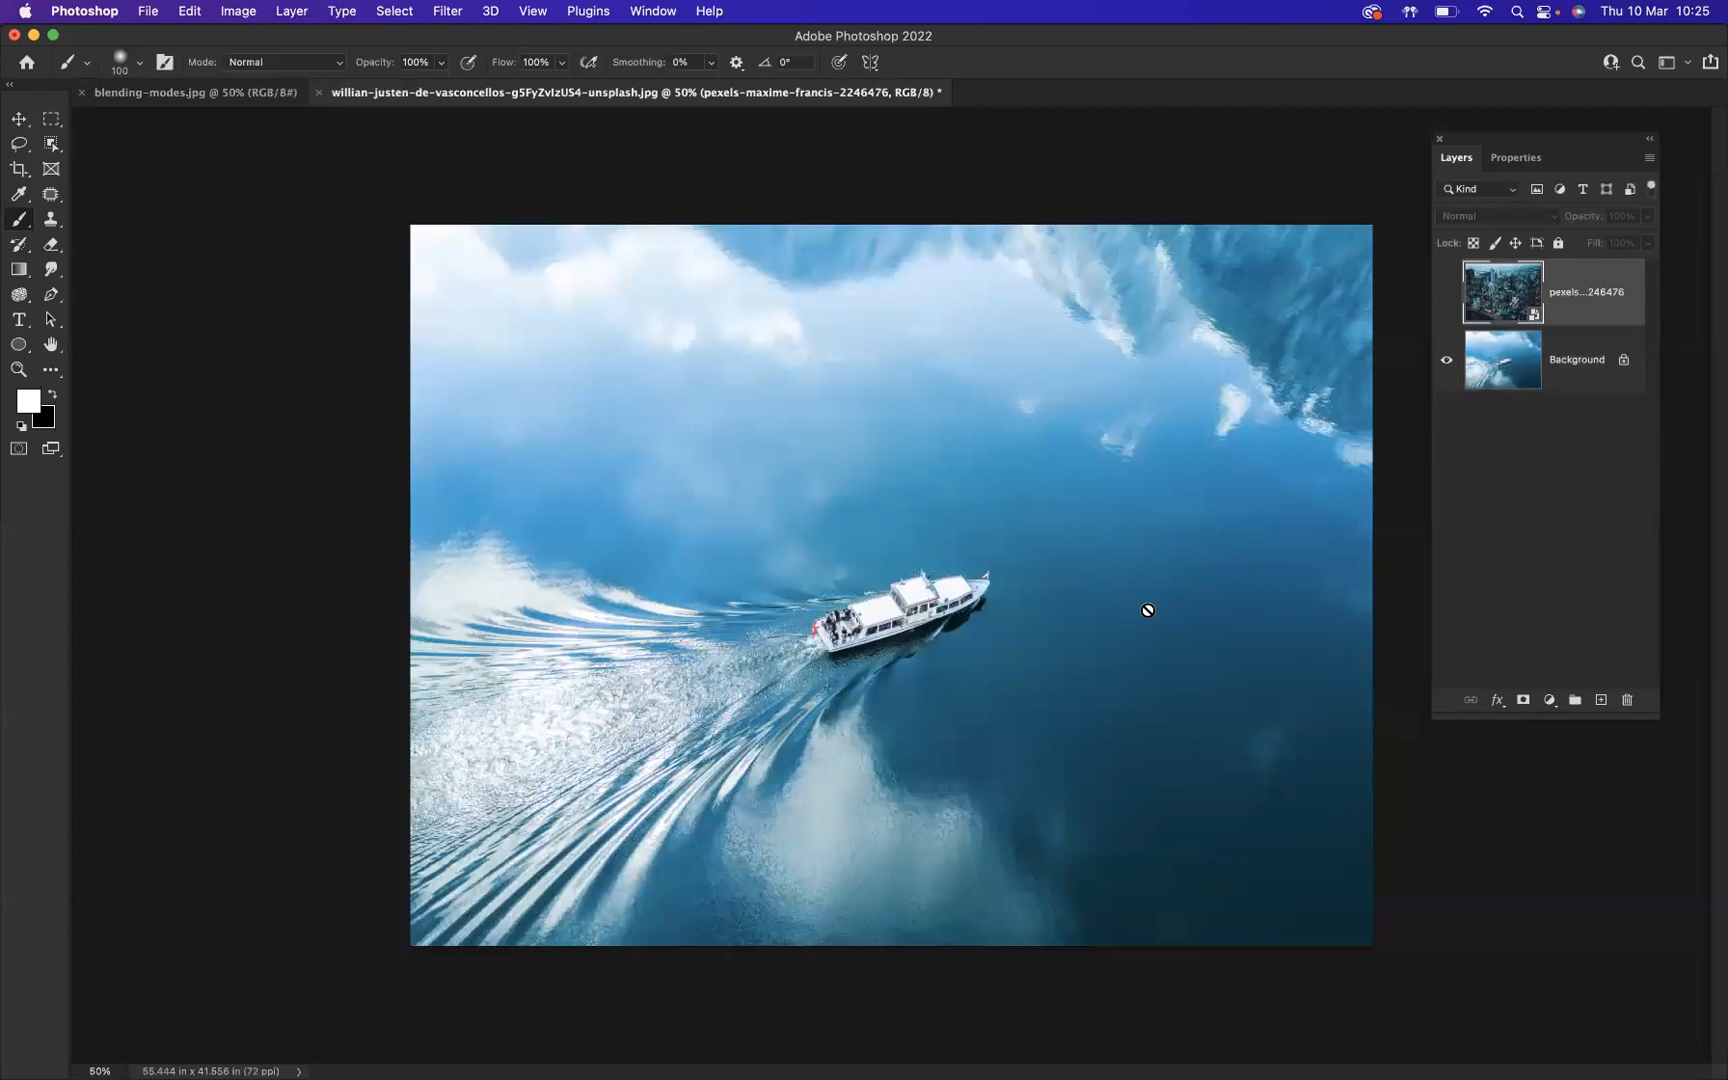 Photoshop File Edit Image Layer Type Select Filter 3D View Plugins Window Help Thu 10 Mar 10:25
Adobe Photoshop 2022
100 Mode: Normal Opacity: 100% Flow: 100% Smoothing: 0% 0°
blending-modes.jpg @ 50% (RGB/8#) willian-justen-de-vasconcellos-g5FyZvIzUS4-unsplash.jpg @ 50% (pexels-maxime-francis-2246476, RGB/8) *
Layers Properties
Kind
Normal Opacity: 100%
Lock: Fill: 100%
pexels...246476
Background
fx
50% 55.444 in x 41.556 in (72 ppi)